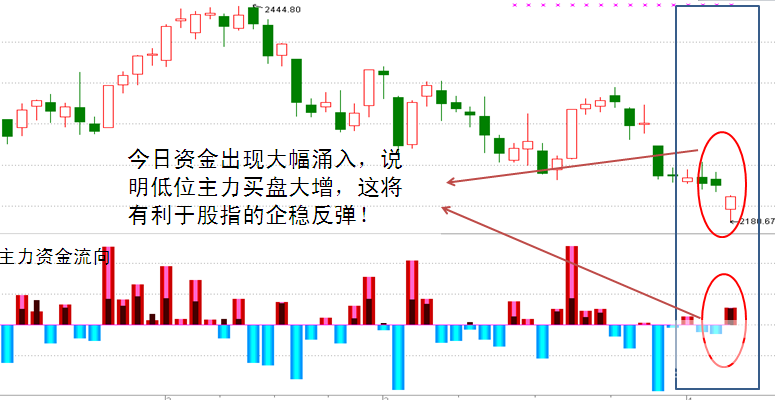 2444.80
今日资金出现大幅涌入，说
明低位主力买盘大增，这将
有利于股指的企稳反弹！
2180.67
主力资金流向